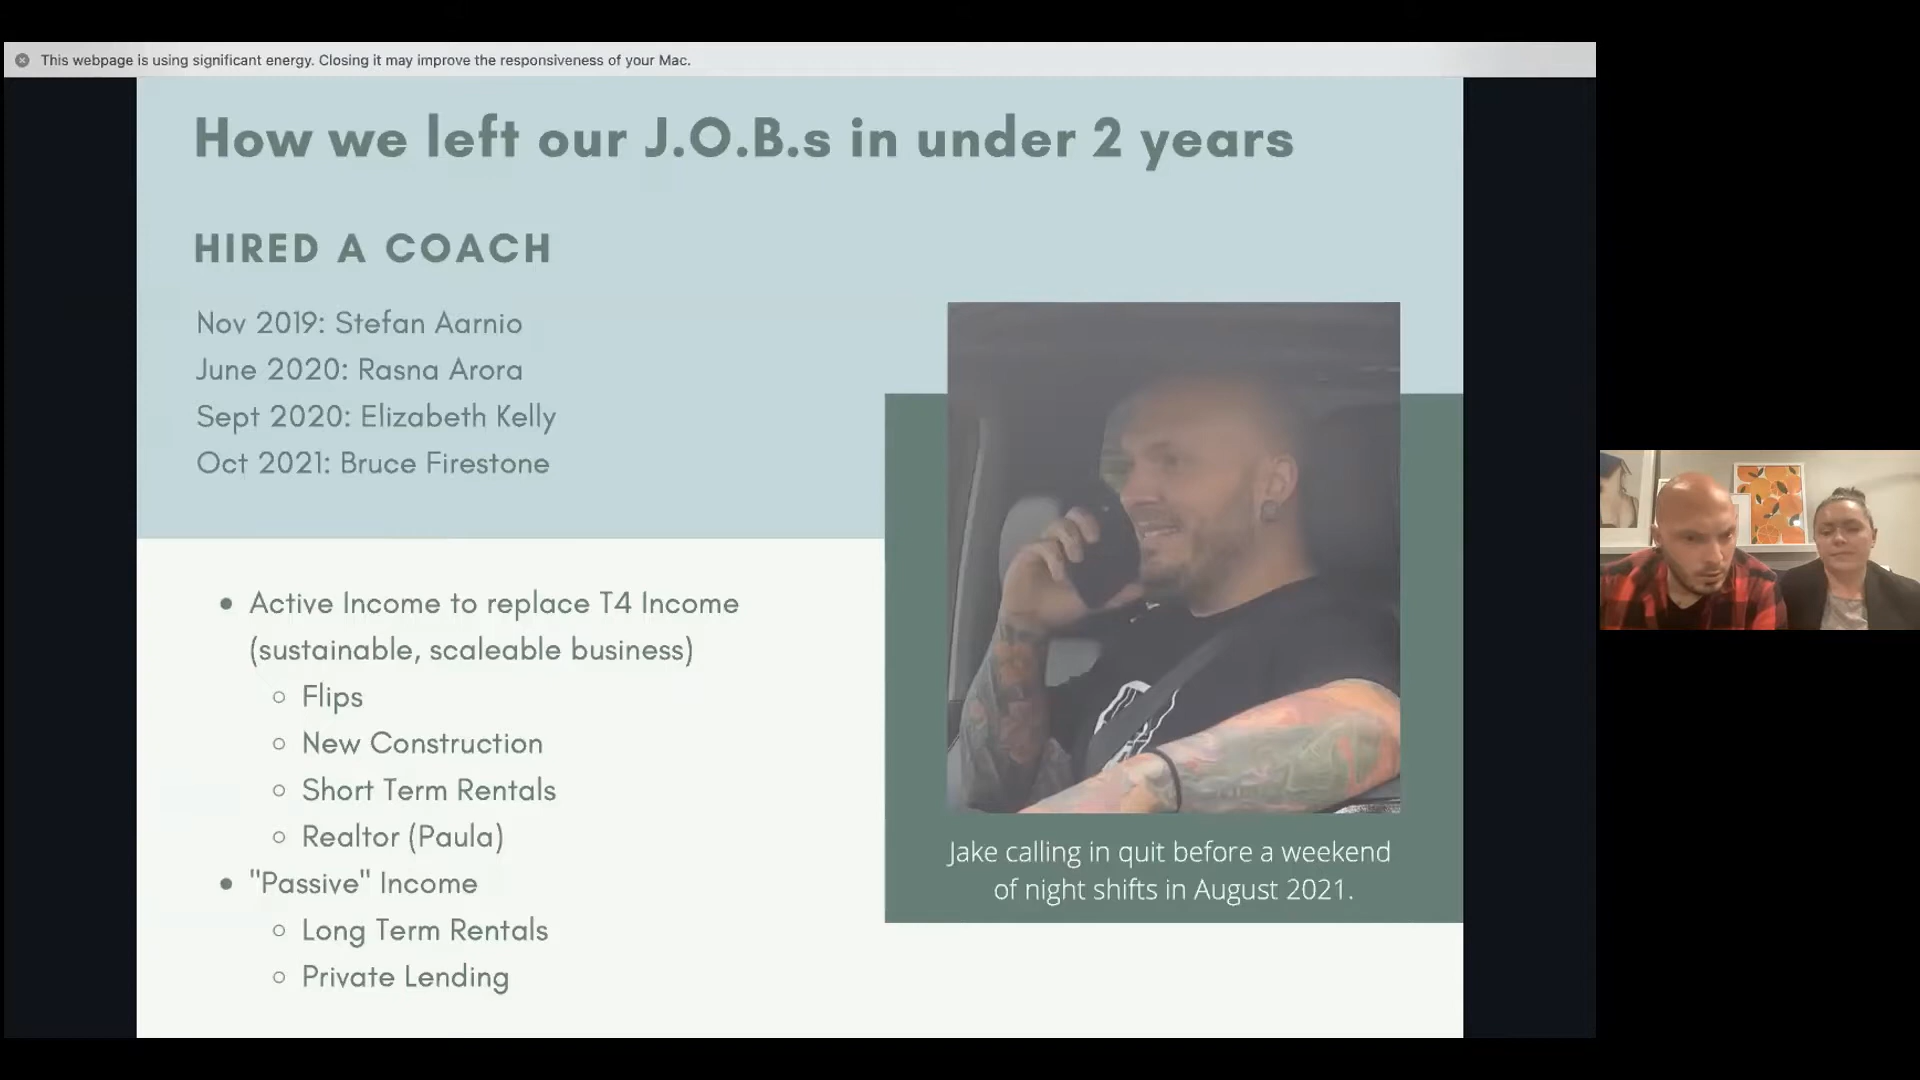 This webpage is using significant energy. Closing it may improve the responsiveness of your Mac.
How we left our J.O.B.s in under 2 years
HIRED A COACH
Nov 2019: Stefan Aarnio
June 2020: Rasna Arora
Sept 2020: Elizabeth Kelly
Oct 2021: Bruce Firestone
Active Income to replace T4 Income
(sustainable, scaleable business)
Flips
New Construction
Short Term Rentals
Realtor (Paula)
"Passive" Income
Long Term Rentals
Private Lending
Jake calling in quit before a weekend
of night shifts in August 2021.